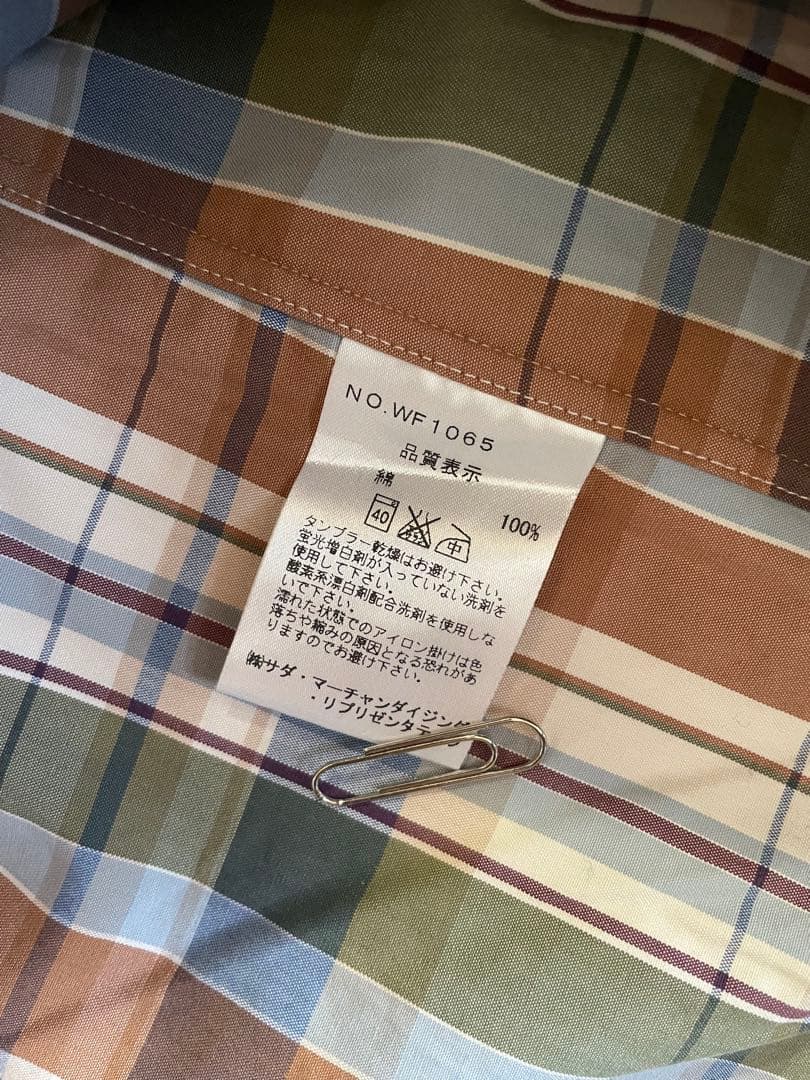 NO.WF1065
品質表示
綿
100%
40
中
タンブラー乾燥はお避け下さい。
蛍光増白剤が入っていない洗剤を
使用して下さい。
酸素系漂白剤配合洗剤を使用しな
いで下さい。
濡れた状態でのアイロン掛けは色
落ちや縮みの原因となる恐れがあ
りますのでお避け下さい。
㈱サダ・マーチャンダイジング
・リプリゼンタティブ